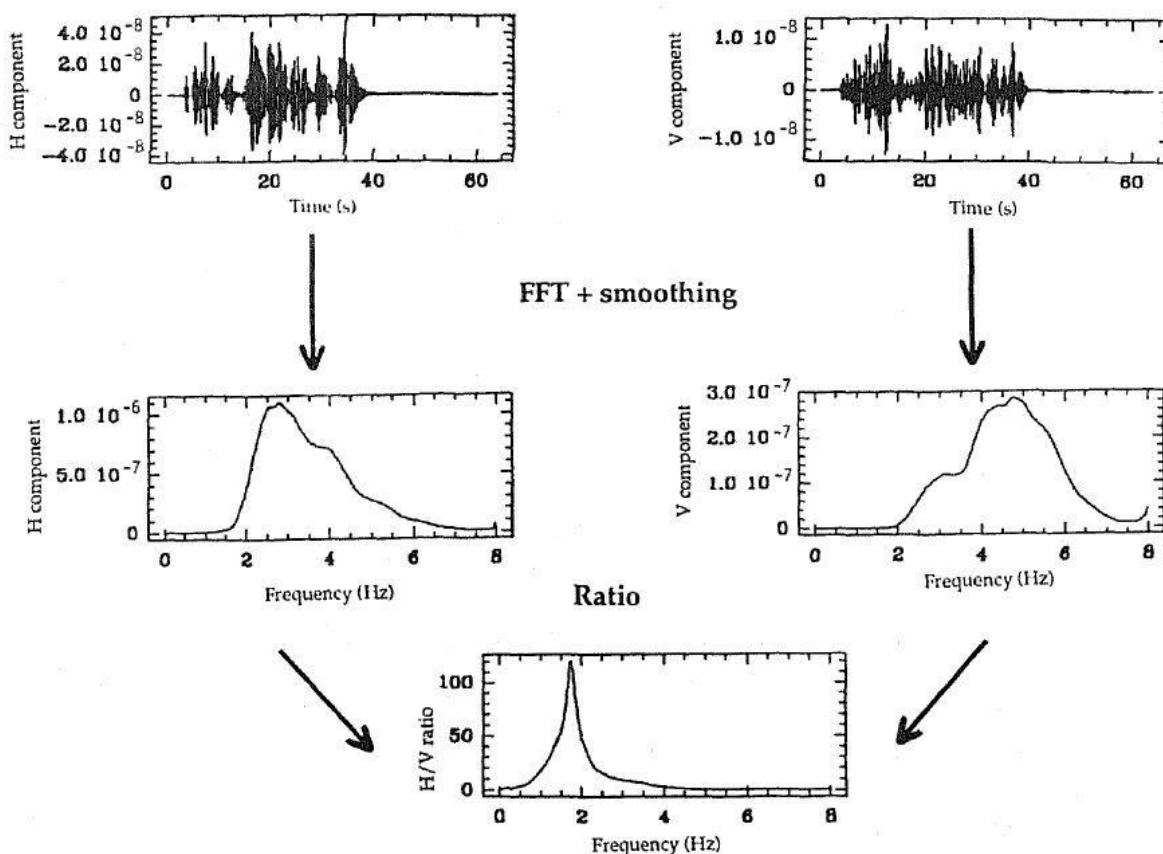 H component
4.0 10-8
2.0 10-8
0
-2.0 10-8
-4.0 10-8
0 20 40 60
Time (s)
V component
1.0 10-8
0
-1.0 10-8
0 20 40 60
Time (s)
FFT + smoothing
H component
1.0 10-6
5.0 10-7
0
0 2 4 6 8
Frequency (Hz)
V component
3.0 10-7
2.0 10-7
1.0 10-7
0
0 2 4 6 8
Frequency (Hz)
Ratio
H/V ratio
100
50
0
0 2 4 6 8
Frequency (Hz)